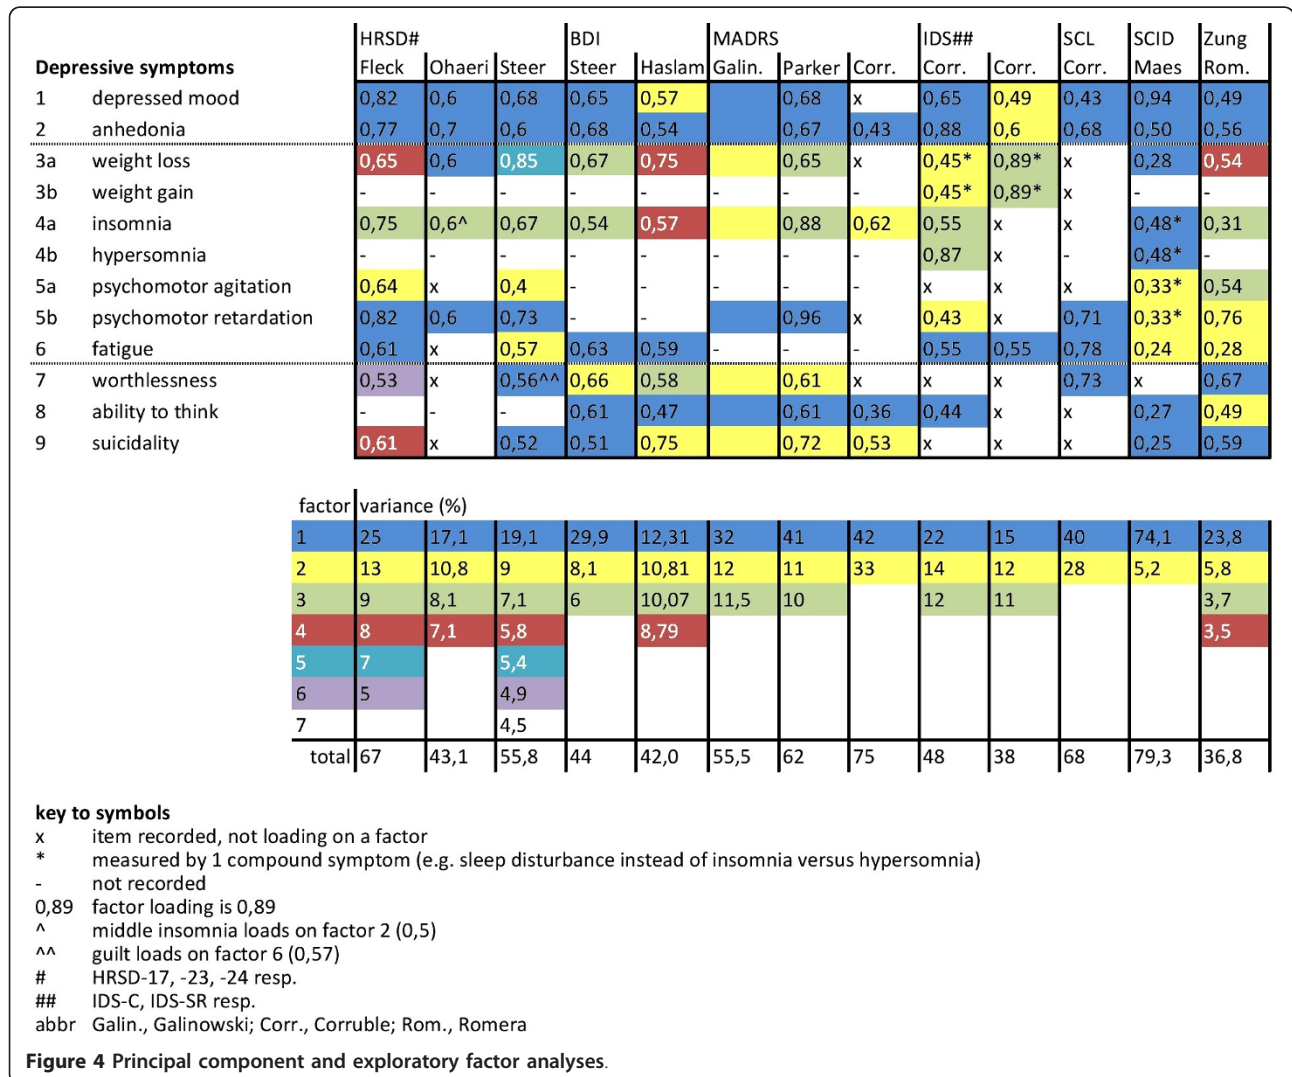 HRSD# BDI MADRS IDS## SCL SCID Zung
Depressive symptoms Fleck Ohaeri Steer Steer Haslam Galin. Parker Corr. Corr. Corr. Corr. Maes Rom.
1 depressed mood 0,82 0,6 0,68 0,65 0,57 0,68 x 0,65 0,49 0,43 0,94 0,49
2 anhedonia 0,77 0,7 0,6 0,68 0,54 0,67 0,43 0,88 0,6 0,68 0,50 0,56
3a weight loss 0,65 0,6 0,85 0,67 0,75 0,65 x 0,45* 0,89* x 0,28 0,54
3b weight gain - - - - - - - - 0,45* 0,89* x - -
4a insomnia 0,75 0,6^ 0,67 0,54 0,57 0,88 0,62 0,55 x x 0,48* 0,31
4b hypersomnia - - - - - - - - 0,87 x - 0,48* -
5a psychomotor agitation 0,64 x 0,4 - - - - - x x x 0,33* 0,54
5b psychomotor retardation 0,82 0,6 0,73 - - 0,96 x 0,43 x 0,71 0,33* 0,76
6 fatigue 0,61 x 0,57 0,63 0,59 - - - 0,55 0,55 0,78 0,24 0,28
7 worthlessness 0,53 x 0,56^^ 0,66 0,58 0,61 x x x 0,73 x 0,67
8 ability to think - - - 0,61 0,47 0,61 0,36 0,44 x x 0,27 0,49
9 suicidality 0,61 x 0,52 0,51 0,75 0,72 0,53 x x x 0,25 0,59
factor variance (%)
1 25 17,1 19,1 29,9 12,31 32 41 42 22 15 40 74,1 23,8
2 13 10,8 9 8,1 10,81 12 11 33 14 12 28 5,2 5,8
3 9 8,1 7,1 6 10,07 11,5 10 12 11 3,7
4 8 7,1 5,8 8,79 3,5
5 7 5,4
6 5 4,9
7 4,5
total 67 43,1 55,8 44 42,0 55,5 62 75 48 38 68 79,3 36,8
key to symbols
x item recorded, not loading on a factor
* measured by 1 compound symptom (e.g. sleep disturbance instead of insomnia versus hypersomnia)
- not recorded
0,89 factor loading is 0,89
^ middle insomnia loads on factor 2 (0,5)
^^ guilt loads on factor 6 (0,57)
# HRSD-17, -23, -24 resp.
## IDS-C, IDS-SR resp.
abbr Galin., Galinowski; Corr., Corruble; Rom., Romera
Figure 4 Principal component and exploratory factor analyses.